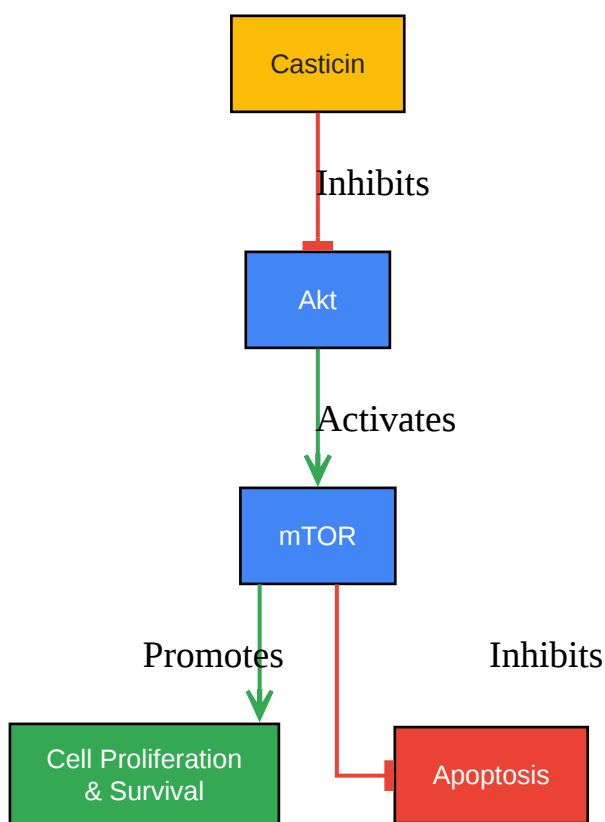 Casticin
Inhibits
Akt
Activates
mTOR
Promotes
Inhibits
Cell Proliferation
& Survival
Apoptosis